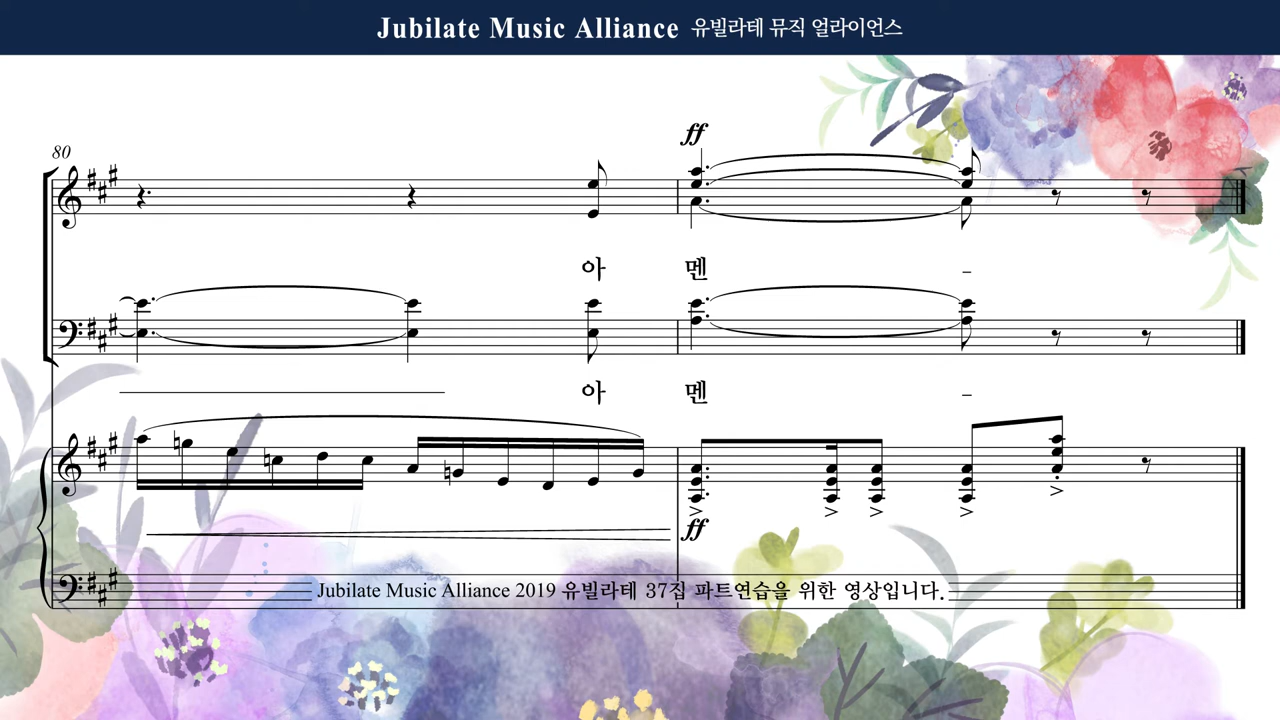 Jubilate Music Alliance 유빌라테 뮤직 얼라이언스
80
ff
아 멘 -
아 멘 -
ff
Jubilate Music Alliance 2019 유빌라테 37집 파트연습을 위한 영상입니다.